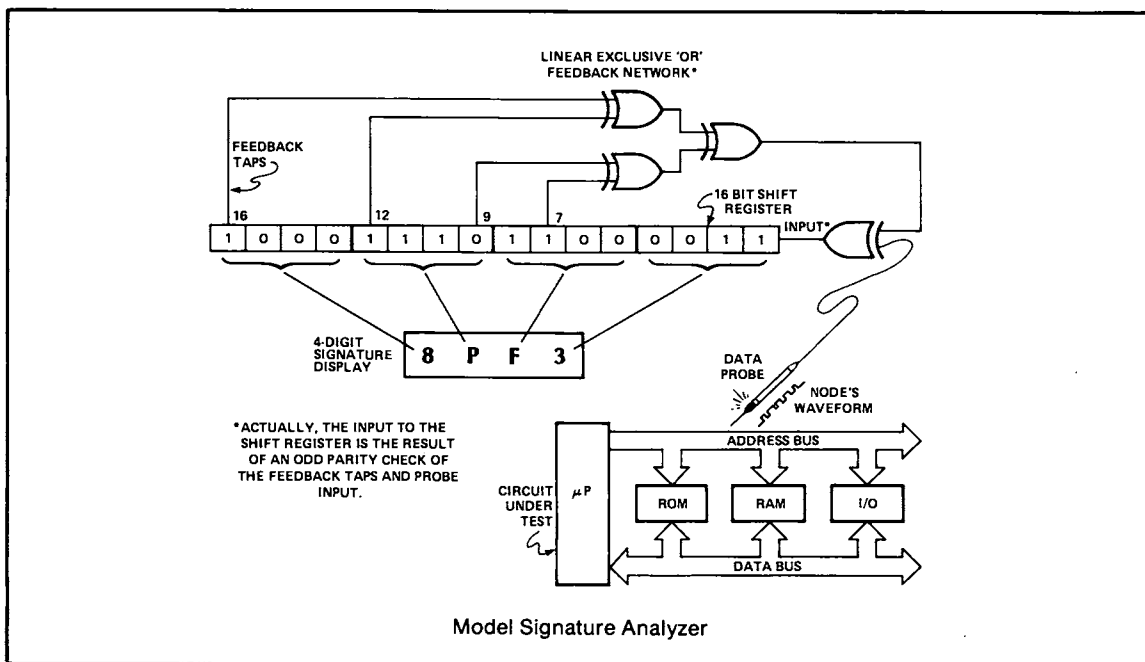 LINEAR EXCLUSIVE 'OR'
FEEDBACK NETWORK*
FEEDBACK
TAPS
16
12
9
7
16 BIT SHIFT
REGISTER
INPUT*
1 0 0 0 1 1 1 0 1 1 0 0 0 0 1 1
4-DIGIT
SIGNATURE
DISPLAY
8 P F 3
DATA
PROBE
NODE'S
WAVEFORM
*ACTUALLY, THE INPUT TO THE
SHIFT REGISTER IS THE RESULT
OF AN ODD PARITY CHECK OF
THE FEEDBACK TAPS AND PROBE
INPUT.
CIRCUIT
UNDER
TEST
μP
ADDRESS BUS
ROM
RAM
I/O
DATA BUS
Model Signature Analyzer